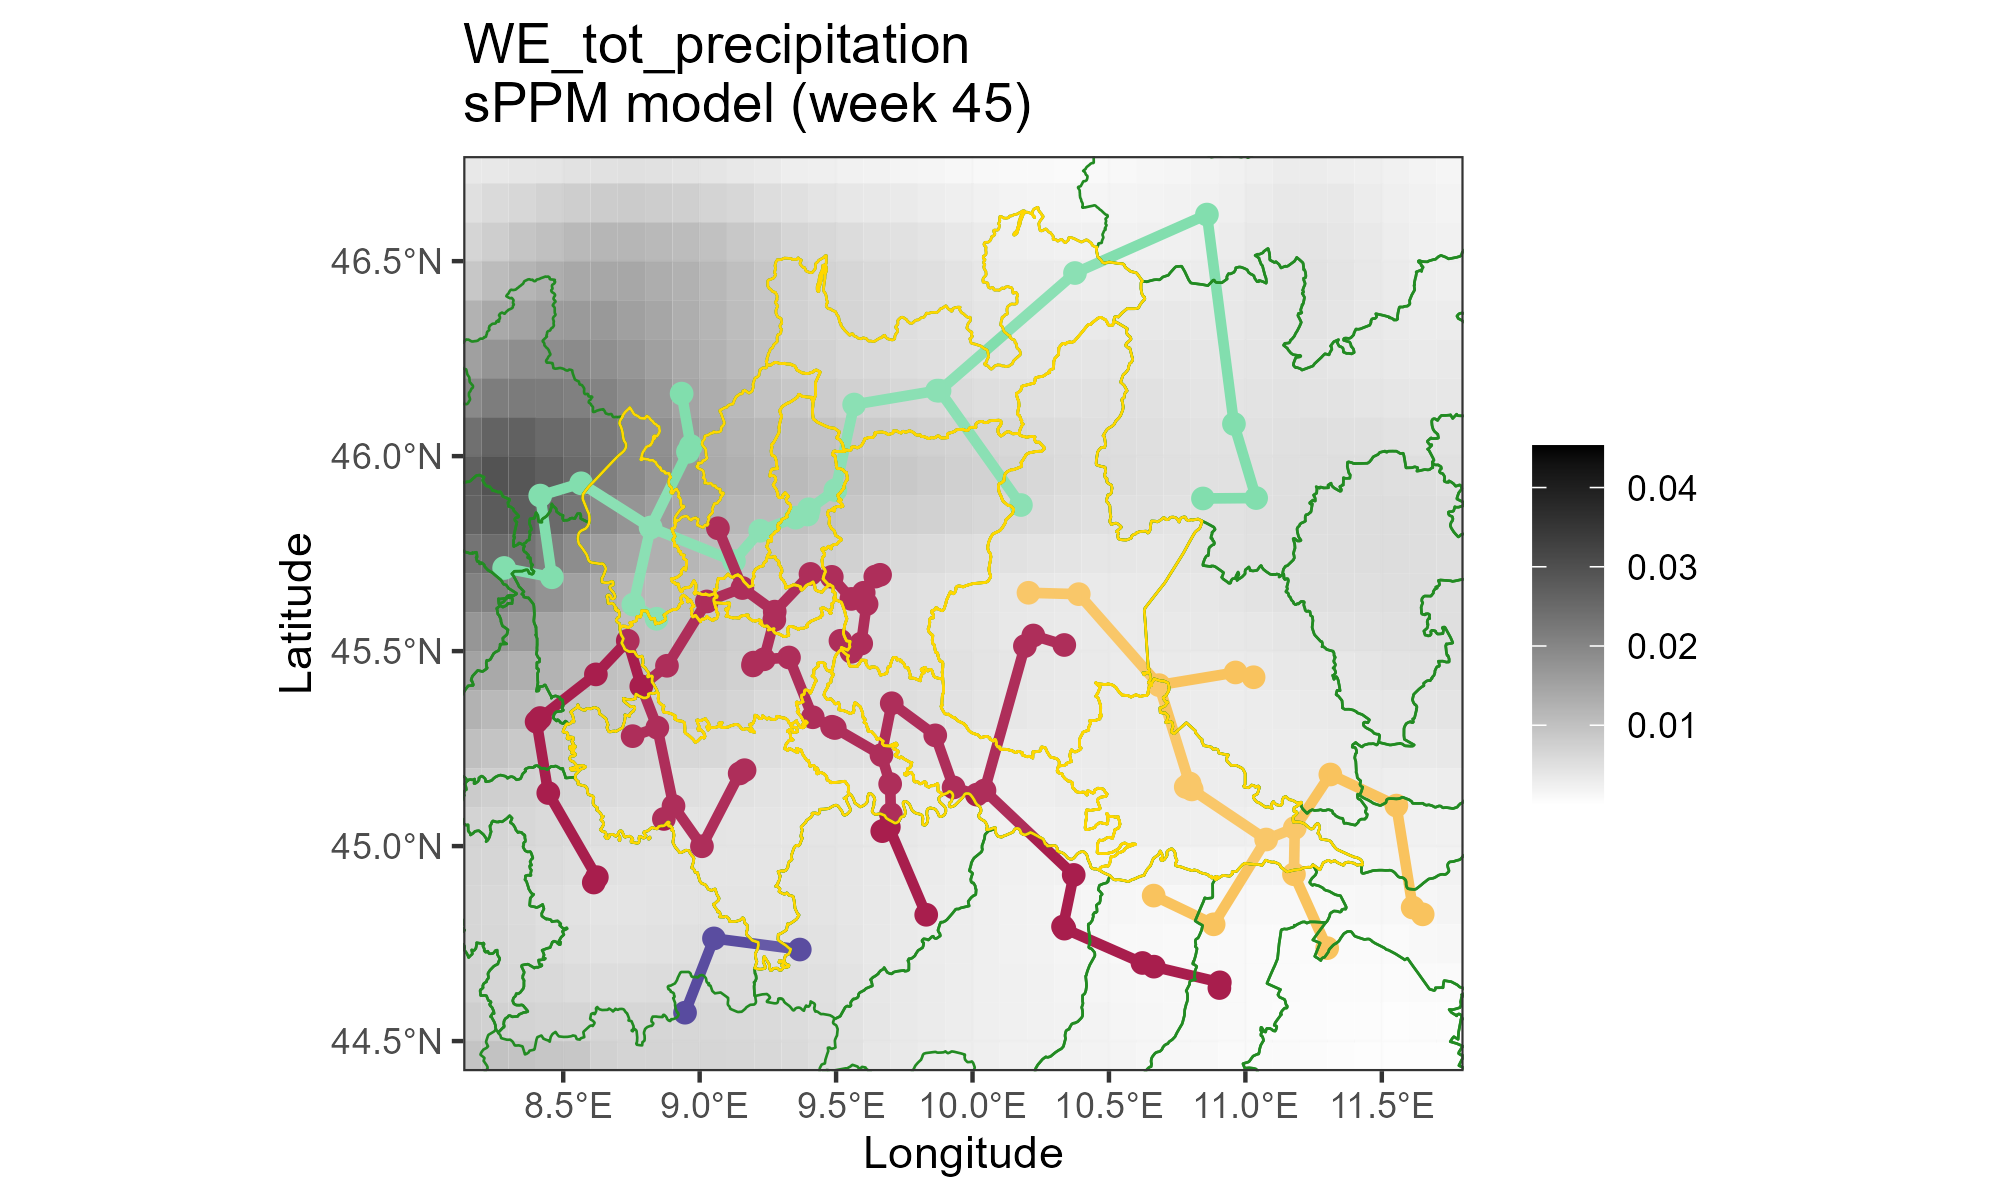 WE_tot_precipitation
sPPM model (week 45)
46.5°N
46.0°N
45.5°N
45.0°N
44.5°N
Latitude
8.5°E 9.0°E 9.5°E 10.0°E 10.5°E 11.0°E 11.5°E
Longitude
0.04
0.03
0.02
0.01